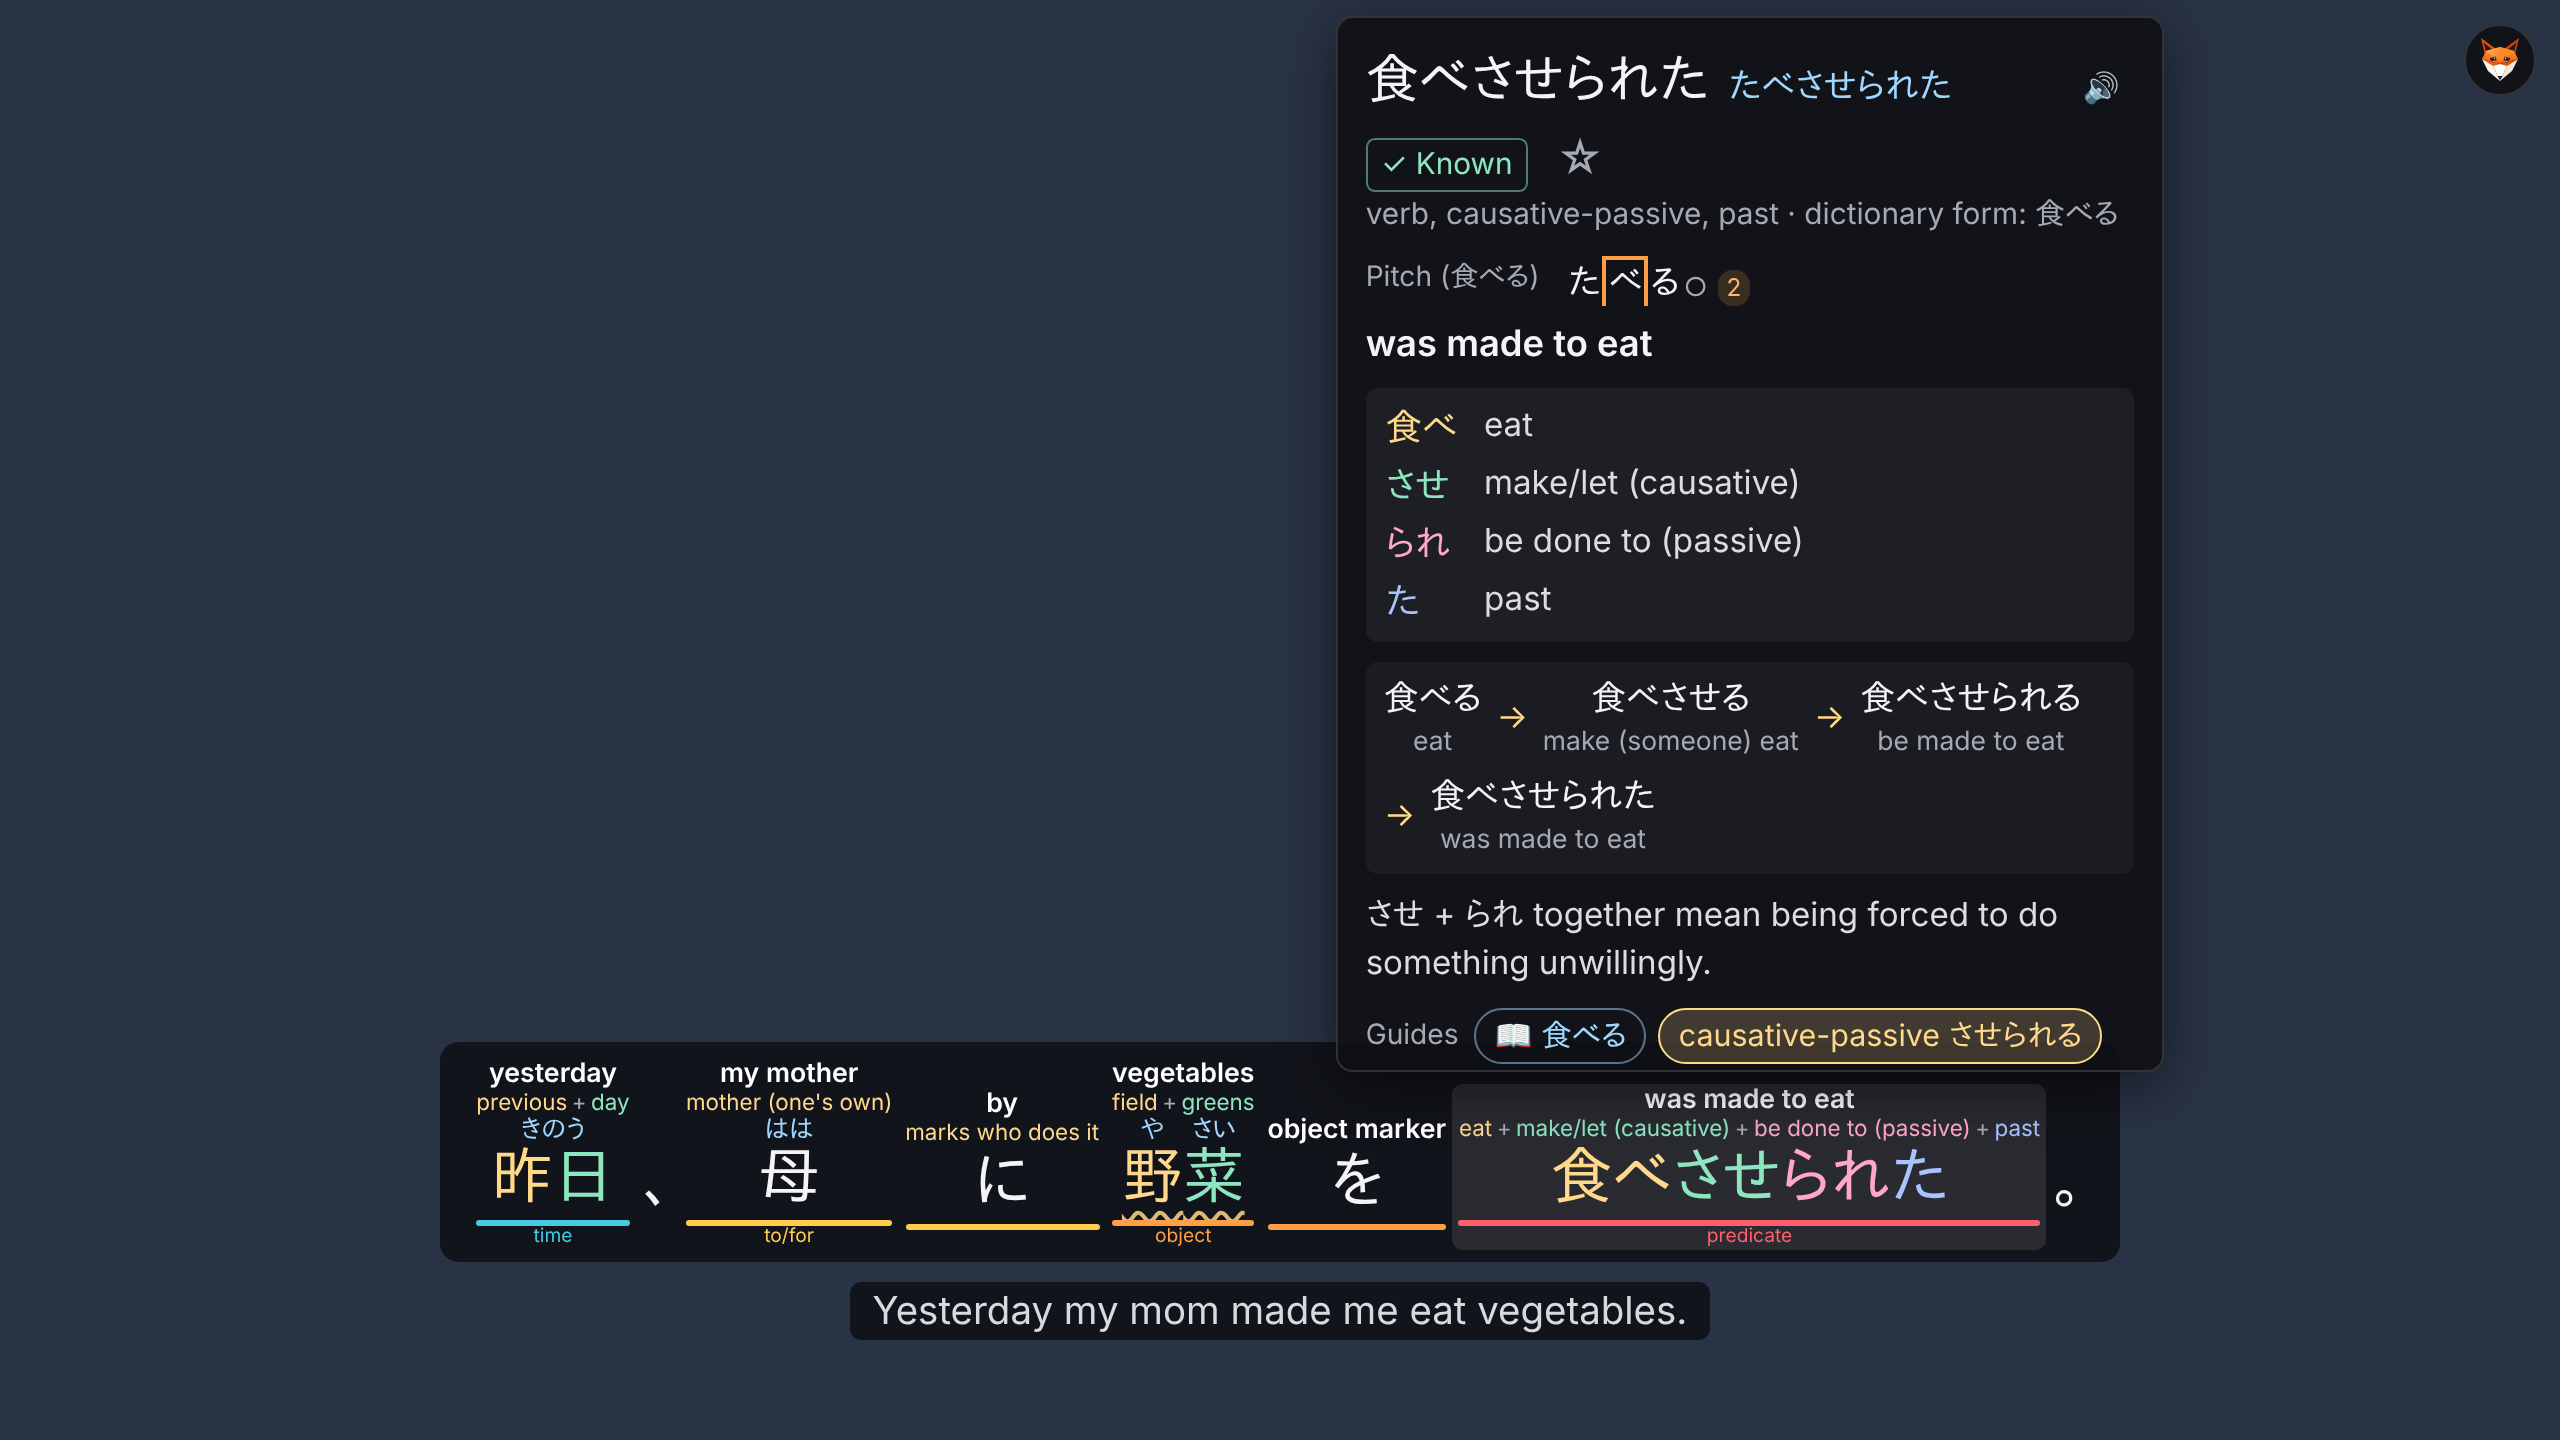 食べさせられた たべさせられた
✓ Known ☆
verb, causative-passive, past · dictionary form: 食べる
Pitch (食べる) たべる○ 2
was made to eat
食べ eat
させ make/let (causative)
られ be done to (passive)
た past
食べる → 食べさせる → 食べさせられる
eat make (someone) eat be made to eat
→ 食べさせられた
was made to eat
させ + られ together mean being forced to do
something unwillingly.
Guides 食べる causative-passive させられる
yesterday my mother by vegetables object marker was made to eat
previous + day mother (one's own) marks who does it field + greens eat + make/let (causative) + be done to (passive) + past
きのう はは や さい
昨日、母に野菜を食べさせられた。
time to/for object predicate
Yesterday my mom made me eat vegetables.